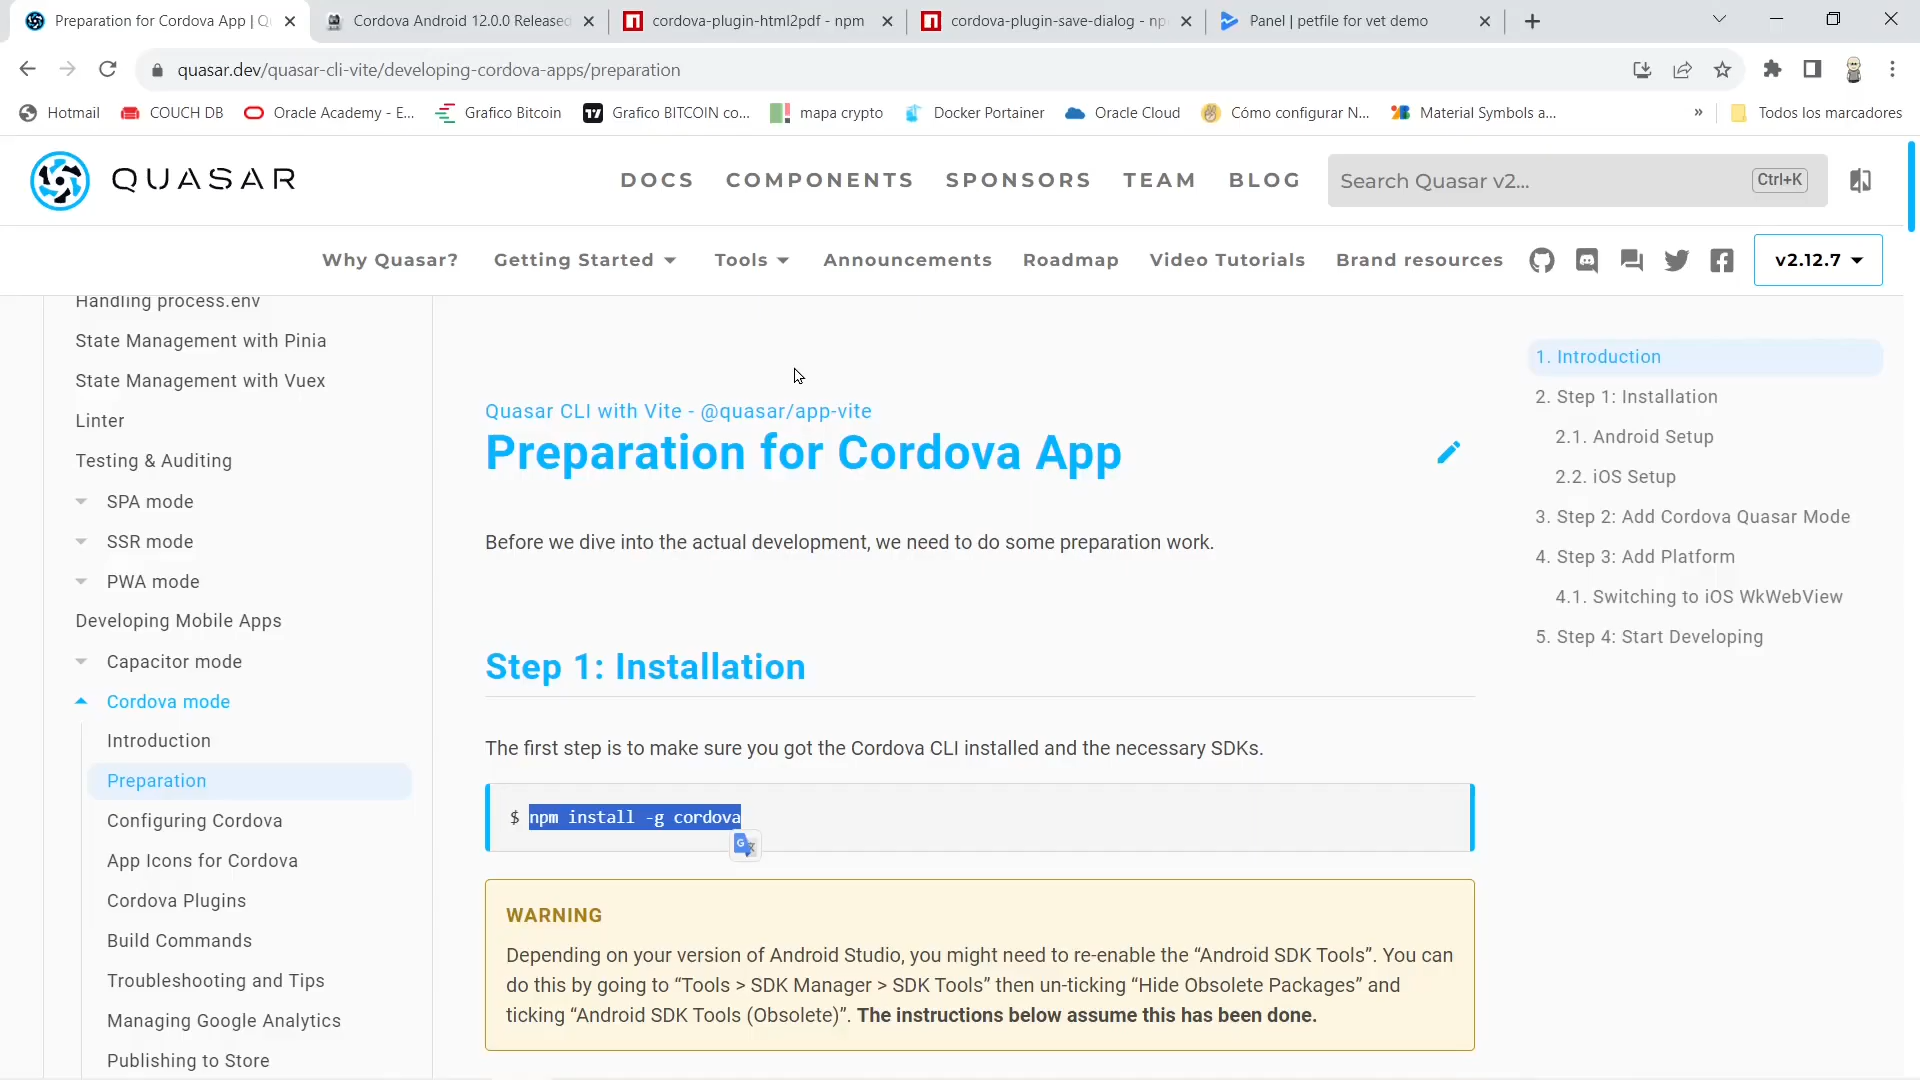 Preparation for Cordova App | Q
Cordova Android 12.0.0 Released
cordova-plugin-html2pdf - npm
cordova-plugin-save-dialog - np
Panel | petfile for vet demo
quasar.dev/quasar-cli-vite/developing-cordova-apps/preparation
Hotmail
COUCH DB
Oracle Academy - E...
Grafico Bitcoin
Grafico BITCOIN co...
mapa crypto
Docker Portainer
Oracle Cloud
Cómo configurar N...
Material Symbols a...
»
Todos los marcadores
QUASAR
DOCS
COMPONENTS
SPONSORS
TEAM
BLOG
Search Quasar v2...
Ctrl+K
Why Quasar?
Getting Started
Tools
Announcements
Roadmap
Video Tutorials
Brand resources
v2.12.7
Handling process.env
State Management with Pinia
State Management with Vuex
Linter
Testing & Auditing
SPA mode
SSR mode
PWA mode
Developing Mobile Apps
Capacitor mode
Cordova mode
Introduction
Preparation
Configuring Cordova
App Icons for Cordova
Cordova Plugins
Build Commands
Troubleshooting and Tips
Managing Google Analytics
Publishing to Store
Quasar CLI with Vite - @quasar/app-vite
Preparation for Cordova App
Before we dive into the actual development, we need to do some preparation work.
Step 1: Installation
The first step is to make sure you got the Cordova CLI installed and the necessary SDKs.
$ npm install -g cordova
WARNING
Depending on your version of Android Studio, you might need to re-enable the “Android SDK Tools”. You can
do this by going to “Tools > SDK Manager > SDK Tools” then un-ticking “Hide Obsolete Packages” and
ticking “Android SDK Tools (Obsolete)”. The instructions below assume this has been done.
1. Introduction
2. Step 1: Installation
2.1. Android Setup
2.2. iOS Setup
3. Step 2: Add Cordova Quasar Mode
4. Step 3: Add Platform
4.1. Switching to iOS WkWebView
5. Step 4: Start Developing